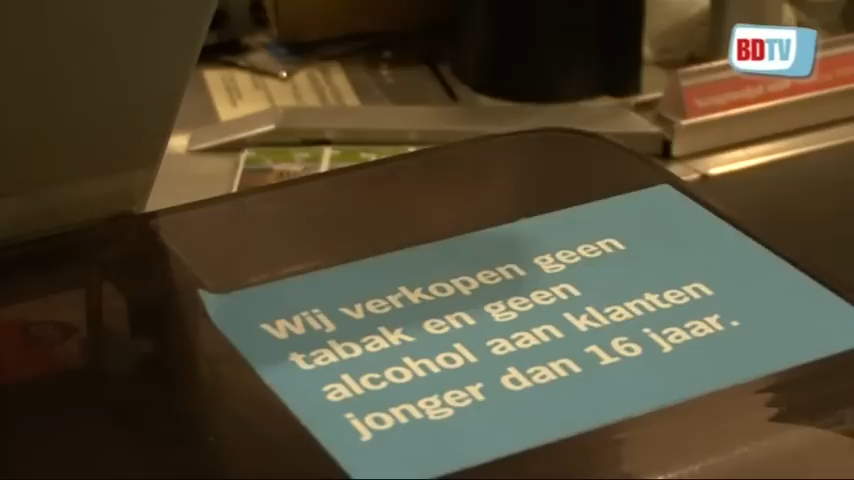 BDTV
Wij verkopen geen
tabak en geen
alcohol aan klanten
jonger dan 16 jaar.